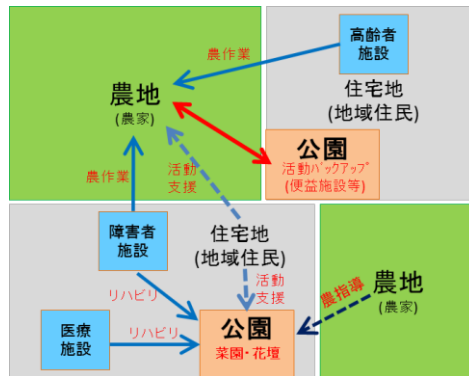 高齢者
施設
農作業
農地
(農家)
住宅地
(地域住民)
公園
活動ﾊﾞｯｸｱｯﾌﾟ
(便益施設等)
農作業
活動
支援
障害者
施設
住宅地
(地域住民)
リハビリ
活動
支援
農地
(農家)
農指導
医療
施設
リハビリ
公園
菜園・花壇